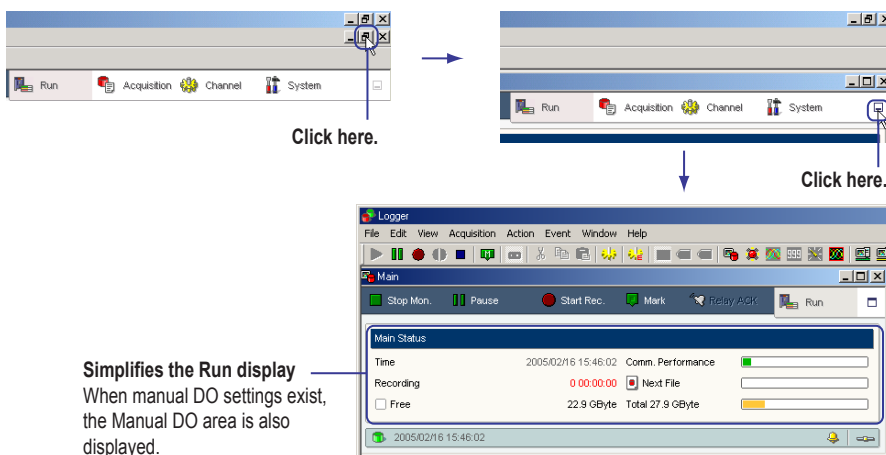 Run Acquisition Channel System
Click here.
Run Acquisition Channel System
Click here.
Logger
File Edit View Acquisition Action Event Window Help
Main
Stop Mon. Pause Start Rec. Mark Relay ACK Run
Main Status
Time 2005/02/16 15:46:02 Comm. Performance
Recording 0 00:00:00 Next File
Free 22.9 GByte Total 27.9 GByte
2005/02/16 15:46:02
Simplifies the Run display
When manual DO settings exist,
the Manual DO area is also
displayed.